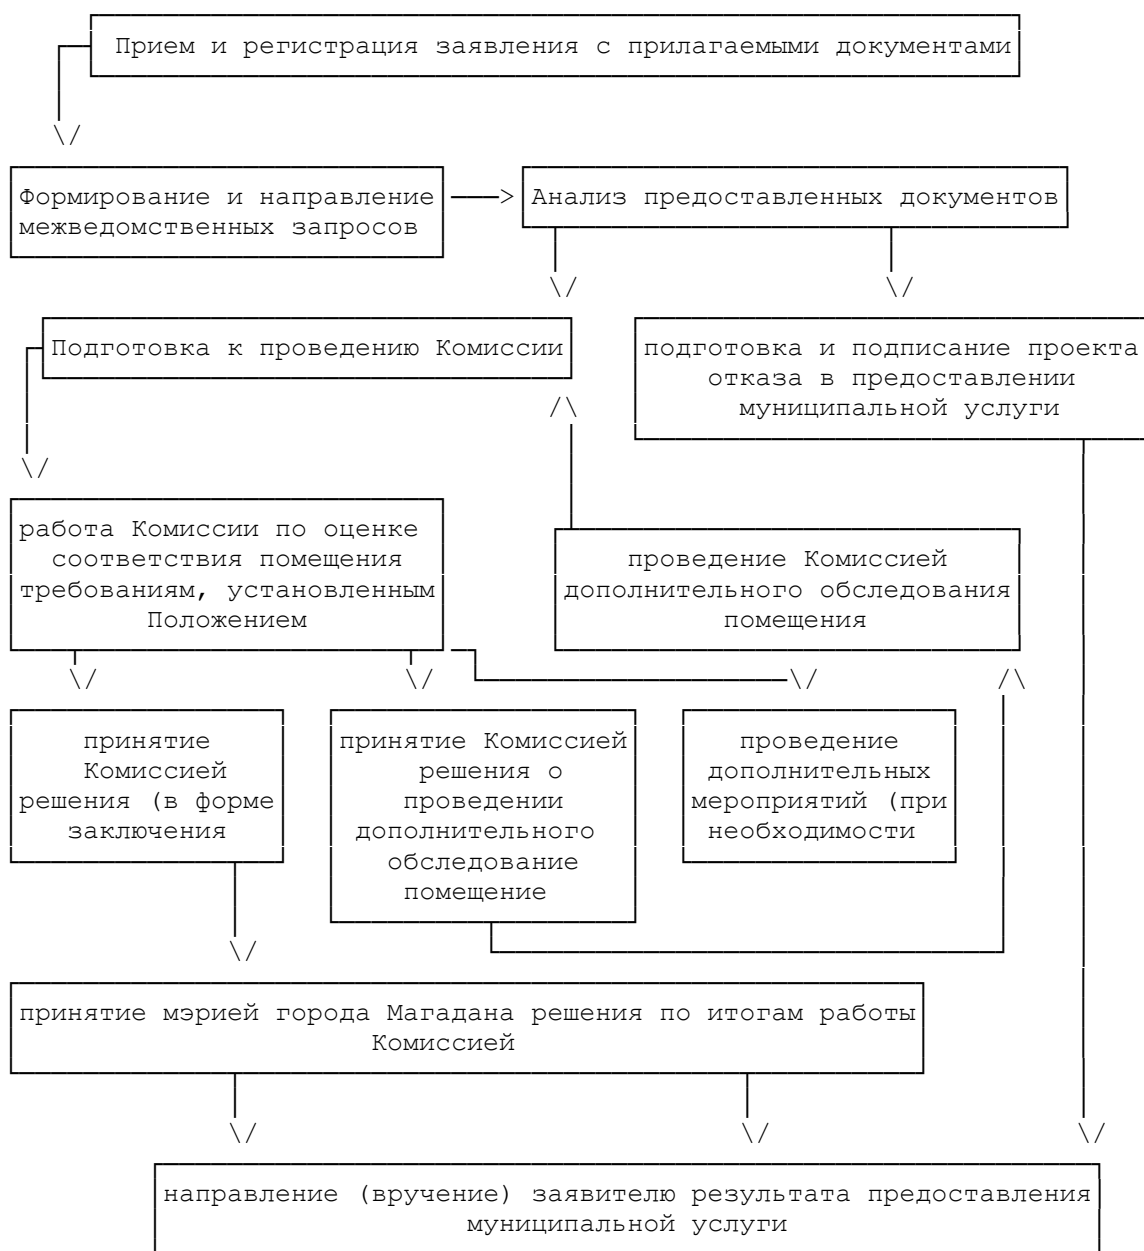 Прием и регистрация заявления с прилагаемыми документами
Формирование и направление
межведомственных запросов
Анализ предоставленных документов
Подготовка к проведению Комиссии
подготовка и подписание проекта
отказа в предоставлении
муниципальной услуги
работа Комиссии по оценке
соответствия помещения
требованиям, установленным
Положением
проведение Комиссией
дополнительного обследования
помещения
принятие
Комиссией
решения (в форме
заключения
принятие Комиссией
решения о
проведении
дополнительного
обследование
помещение
проведение
дополнительных
мероприятий (при
необходимости
принятие мэрией города Магадана решения по итогам работы
Комиссией
направление (вручение) заявителю результата предоставления
муниципальной услуги